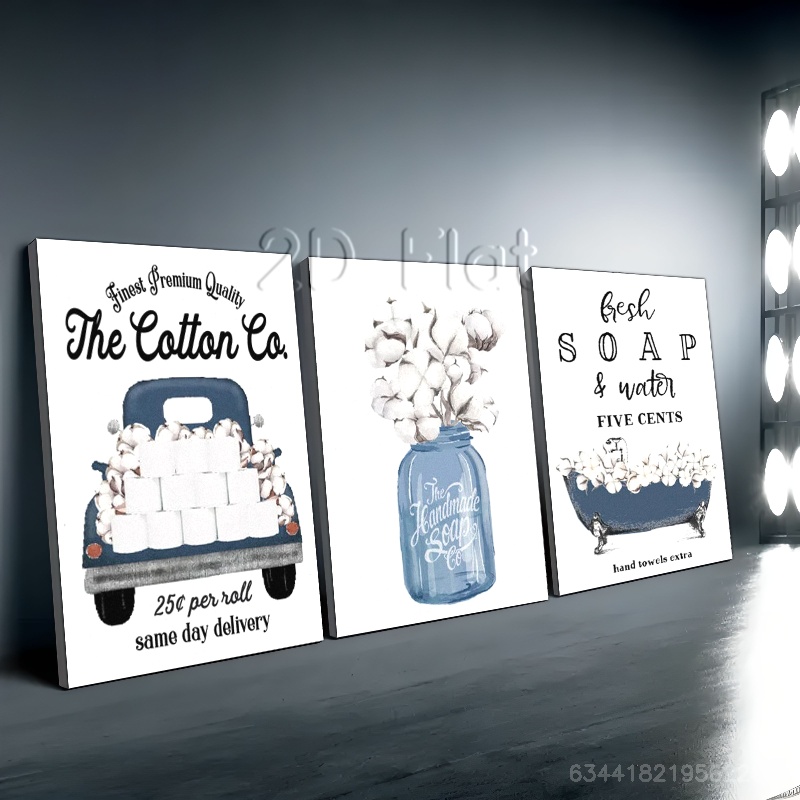 2D Flat
Finest Premium Quality
The Cotton Co.
25¢ per roll
same day delivery
The
Handmade
Soap
Co
fresh
SOAP
& water
FIVE CENTS
hand towels extra